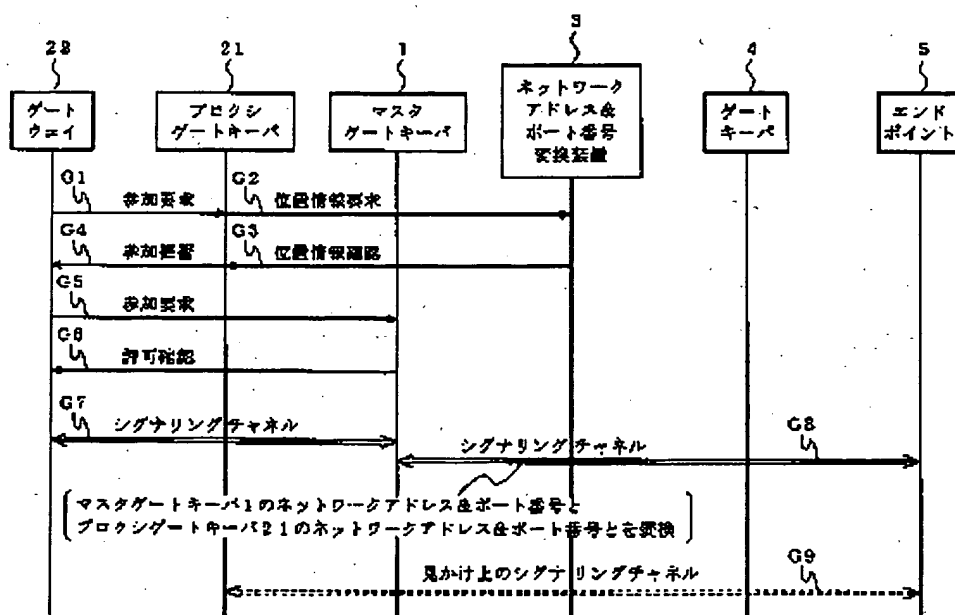 22 21 1 3 4 5
ゲートウェイ
プロクシゲートキーパ
マスタゲートキーパ
ネットワークアドレス&ポート番号変換装置
ゲートキーパ
エンドポイント
G1 参加要求
G2 位置情報要求
G4 参加拒否
G3 位置情報確認
G5 参加要求
G6 許可確認
G7 シグナリングチャネル
シグナリングチャネル G8
マスタゲートキーパ1のネットワークアドレス&ポート番号と
プロクシゲートキーパ21のネットワークアドレス&ポート番号とを変換
見かけ上のシグナリングチャネル G9